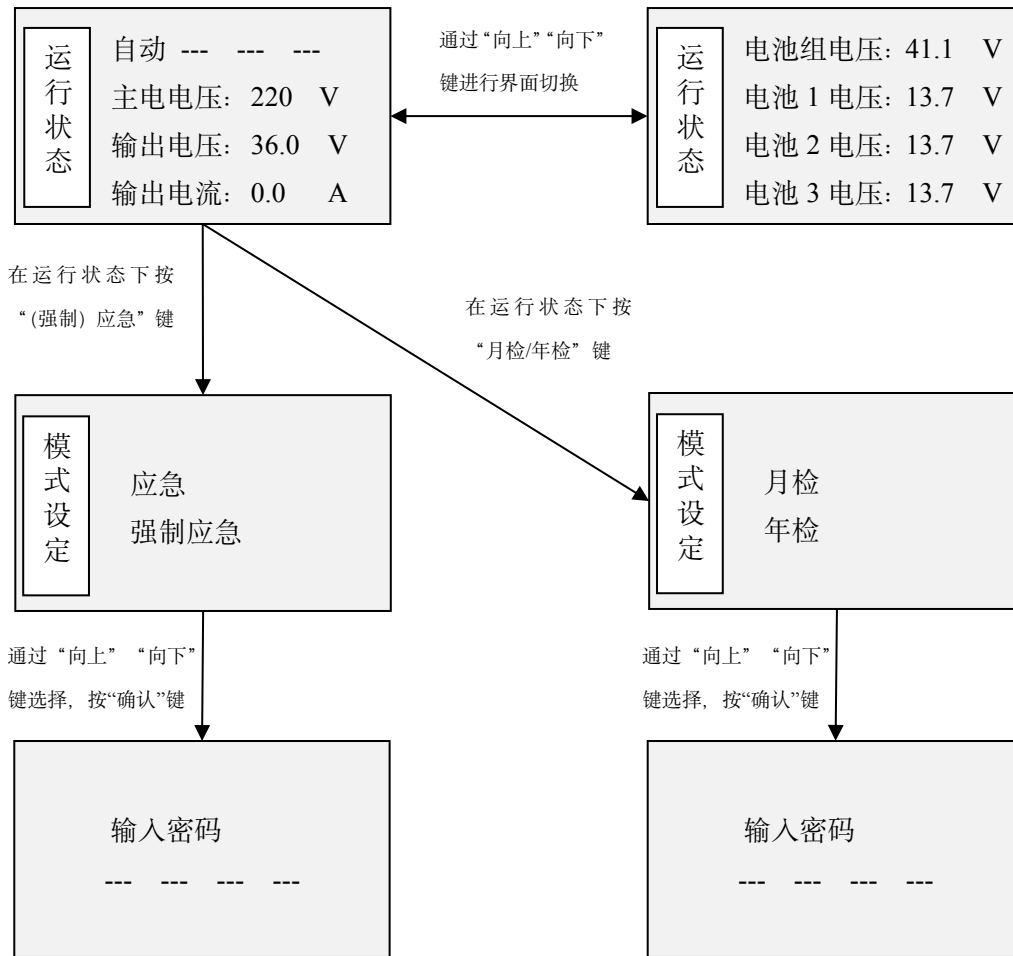 运行状态
自动 --- --- ---
主电电压：220 V
输出电压：36.0 V
输出电流：0.0 A
通过“向上”“向下”
键进行界面切换
运行状态
电池组电压：41.1 V
电池 1 电压：13.7 V
电池 2 电压：13.7 V
电池 3 电压：13.7 V
在运行状态下按
“（强制）应急”键
在运行状态下按
“月检/年检”键
模式设定
应急
强制应急
模式设定
月检
年检
通过“向上”“向下”
键选择，按“确认”键
通过“向上”“向下”
键选择，按“确认”键
输入密码
--- --- --- ---
输入密码
--- --- --- ---